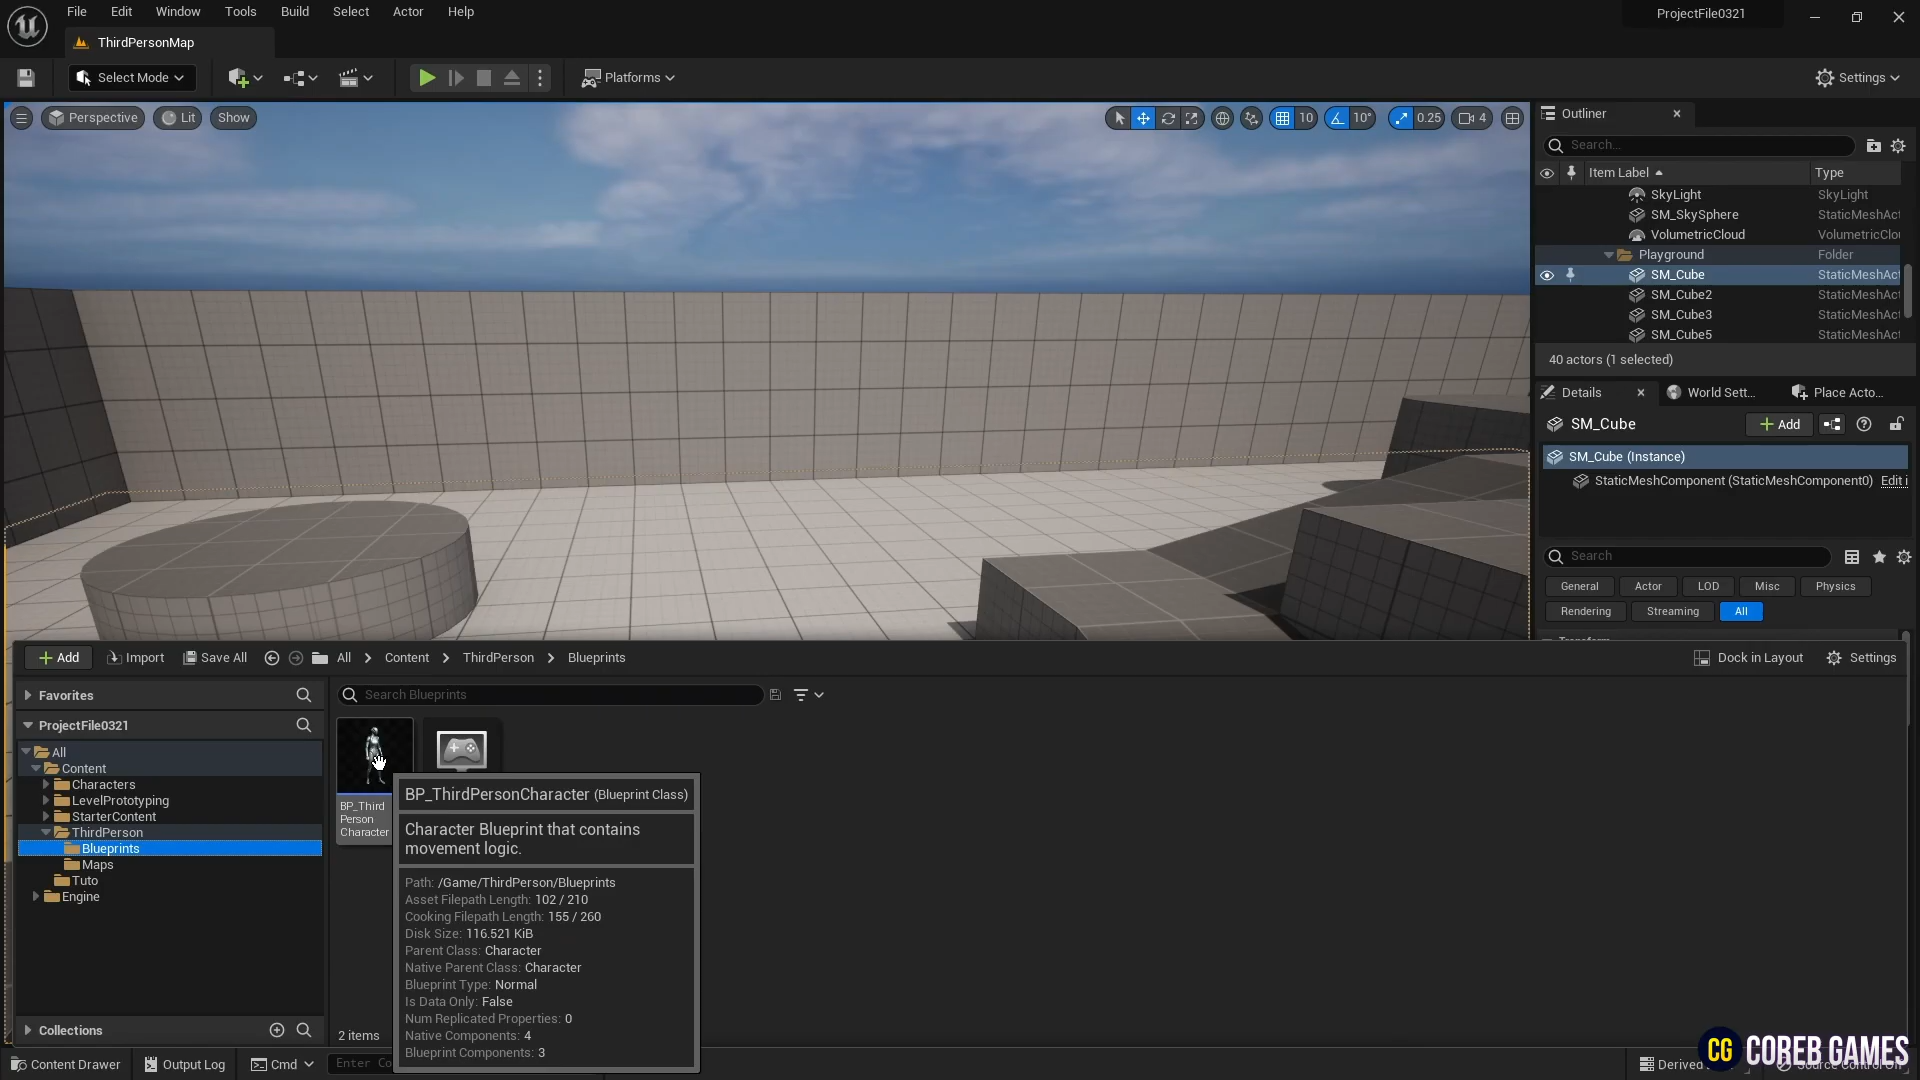 File Edit Window Tools Build Select Actor Help
ProjectFile0321
ThirdPersonMap
Select Mode
Platforms
Settings
Perspective Lit Show
10 10° 0.25 4
Outliner
Search...
Item Label Type
SkyLight SkyLight
SM_SkySphere StaticMeshAct
VolumetricCloud VolumetricClou
Playground Folder
SM_Cube StaticMeshAct
SM_Cube2 StaticMeshAct
SM_Cube3 StaticMeshAct
SM_Cube5 StaticMeshAct
40 actors (1 selected)
Details World Sett... Place Acto...
SM_Cube Add
SM_Cube (Instance)
StaticMeshComponent (StaticMeshComponent0) Edit i
Search
General Actor LOD Misc Physics
Rendering Streaming All
Add Import Save All All Content ThirdPerson Blueprints
Dock in Layout Settings
Favorites
Search Blueprints
ProjectFile0321
All
Content
Characters
LevelPrototyping
StarterContent
ThirdPerson
Blueprints
Maps
Tuto
Engine
Collections
BP_Third
Person
Character
BP_ThirdPersonCharacter (Blueprint Class)
Character Blueprint that contains
movement logic.
Path: /Game/ThirdPerson/Blueprints
Asset Filepath Length: 102 / 210
Cooking Filepath Length: 155 / 260
Disk Size: 116.521 KiB
Parent Class: Character
Native Parent Class: Character
Blueprint Type: Normal
Is Data Only: False
Num Replicated Properties: 0
Native Components: 4
Blueprint Components: 3
2 items
Content Drawer Output Log Cmd Enter Co
Derived
CG COREB GAMES